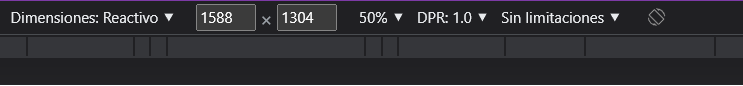 Dimensiones: Reactivo ▼ 1588 × 1304 50% ▼ DPR: 1.0 ▼ Sin limitaciones ▼